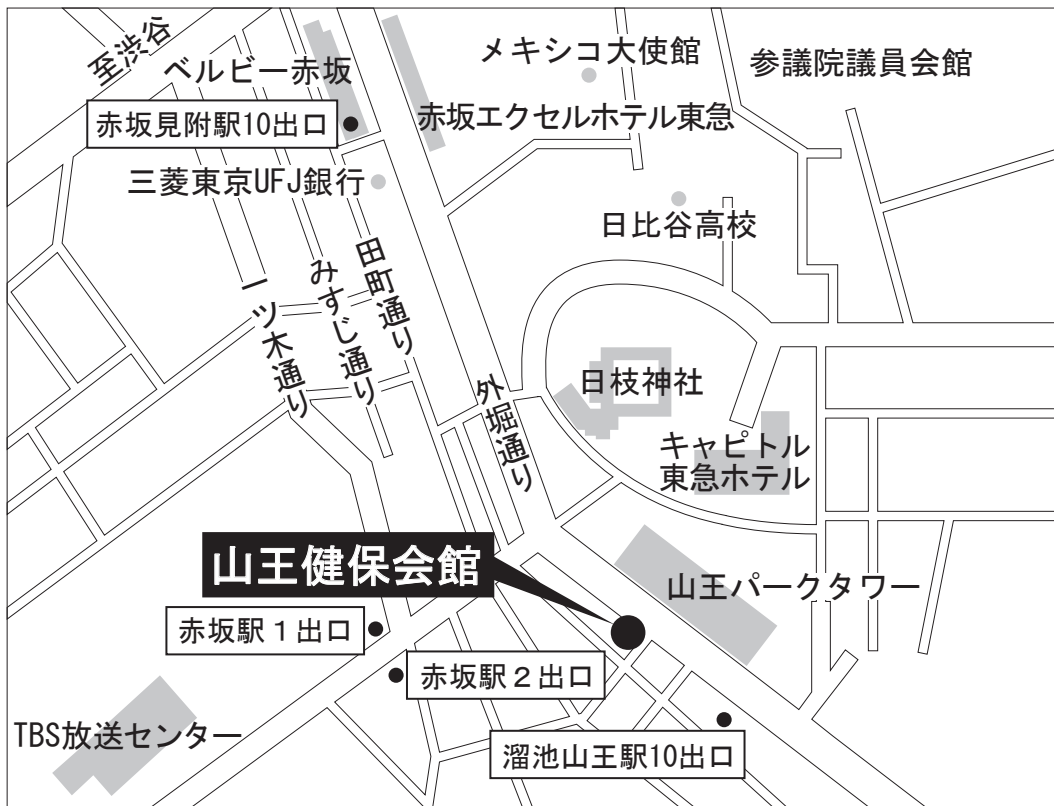 至渋谷
ベルビー赤坂
メキシコ大使館
参議院議員会館
赤坂見附駅10出口
赤坂エクセルホテル東急
三菱東京UFJ銀行
日比谷高校
田町通り
みすじ通り
一ツ木通り
外堀通り
日枝神社
キャピトル
東急ホテル
山王健保会館
山王パークタワー
赤坂駅１出口
赤坂駅２出口
TBS放送センター
溜池山王駅10出口